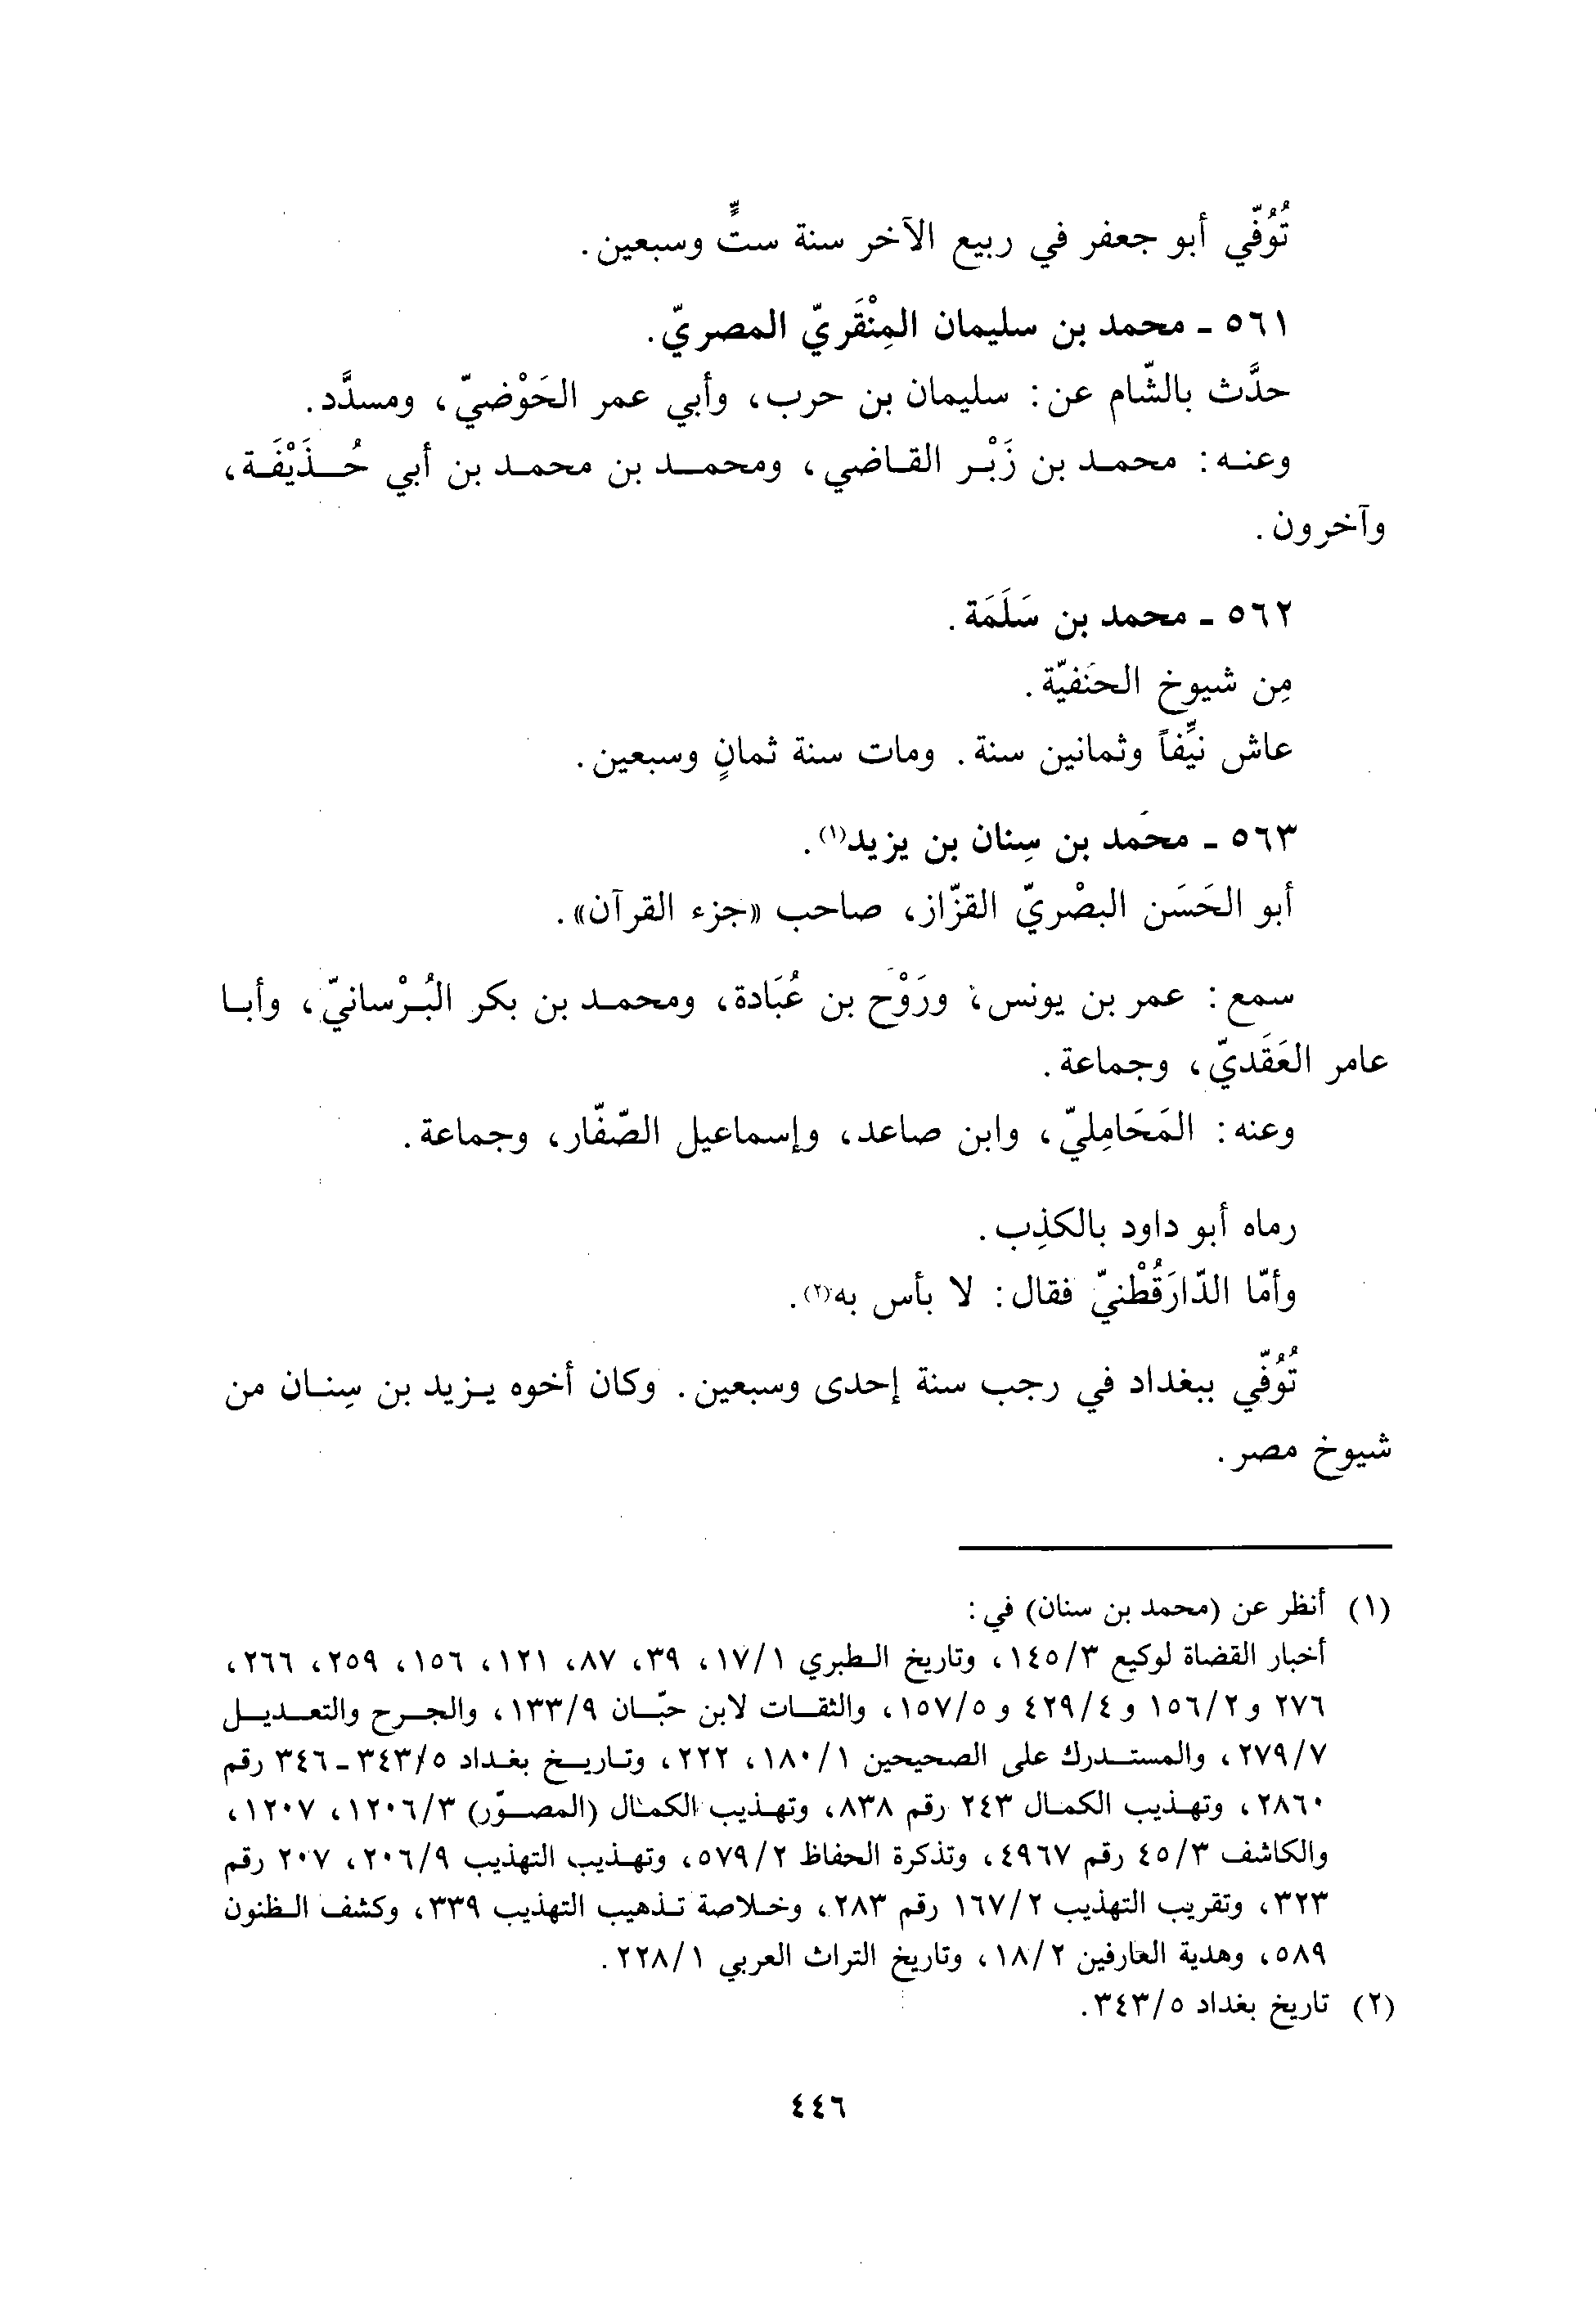 تُوُفّي أبو جعفر في ربيع الآخر سنة ستٍّ وسبعين.
٥٦١ - محمد بن سليمان المِنْقَريّ المصريّ.
حدَّث بالشّام عن: سليمان بن حرب، وأبي عمر الحَوْضيّ، ومسدَّد.
وعنه: محمد بن زَبْر القاضي، ومحمد بن محمد بن أبي حُذَيْفَة،
وآخرون.
٥٦٢ - محمد بن سَلَمَة.
مِن شيوخ الحنَفيّة.
عاش نيِّفاً وثمانين سنة. ومات سنة ثمانٍ وسبعين.
٥٦٣ - محمد بن سِنان بن يزيد(١).
أبو الحَسَن البصْريّ القزّاز، صاحب «جزء القرآن».
سمع: عمر بن يونس، ورَوْح بن عُبَادة، ومحمد بن بكر البُرْسانيّ، وأبا
عامر العَقَديّ، وجماعة.
وعنه: المَحَامِليّ، وابن صاعد، وإسماعيل الصّفّار، وجماعة.
رماه أبو داود بالكذِب.
وأمّا الدّارَقُطْنيّ فقال: لا بأس به(٢).
تُوُفّي ببغداد في رجب سنة إحدى وسبعين. وكان أخوه يزيد بن سِنان من
شيوخ مصر.
(١) أنظر عن (محمد بن سنان) في:
أخبار القضاة لوكيع ١٤٥/٣، وتاريخ الطبري ١٧/١، ٣٩، ٨٧، ١٢١، ١٥٦، ٢٥٩، ٢٦٦،
٢٧٦ و١٥٦/٢ و٤٢٩/٤ و١٥٧/٥، والثقات لابن حبّان ١٣٣/٩، والجرح والتعديل
٢٧٩/٧، والمستدرك على الصحيحين ١٨٠/١، ٢٢٢، وتاريخ بغداد ٣٤٣/٥ - ٣٤٦ رقم
٢٨٦٠، وتهذيب الكمال ٢٤٣ رقم ٨٣٨، وتهذيب الكمال (المصوّر) ١٢٠٦/٣، ١٢٠٧،
والكاشف ٤٥/٣ رقم ٤٩٦٧، وتذكرة الحفاظ ٥٧٩/٢، وتهذيب التهذيب ٢٠٦/٩، ٢٠٧ رقم
٣٢٣، وتقريب التهذيب ١٦٧/٢ رقم ٢٨٣، وخلاصة تذهيب التهذيب ٣٣٩، وكشف الظنون
٥٨٩، وهدية العارفين ١٨/٢، وتاريخ التراث العربي ٢٢٨/١.
(٢) تاريخ بغداد ٣٤٣/٥.
٤٤٦